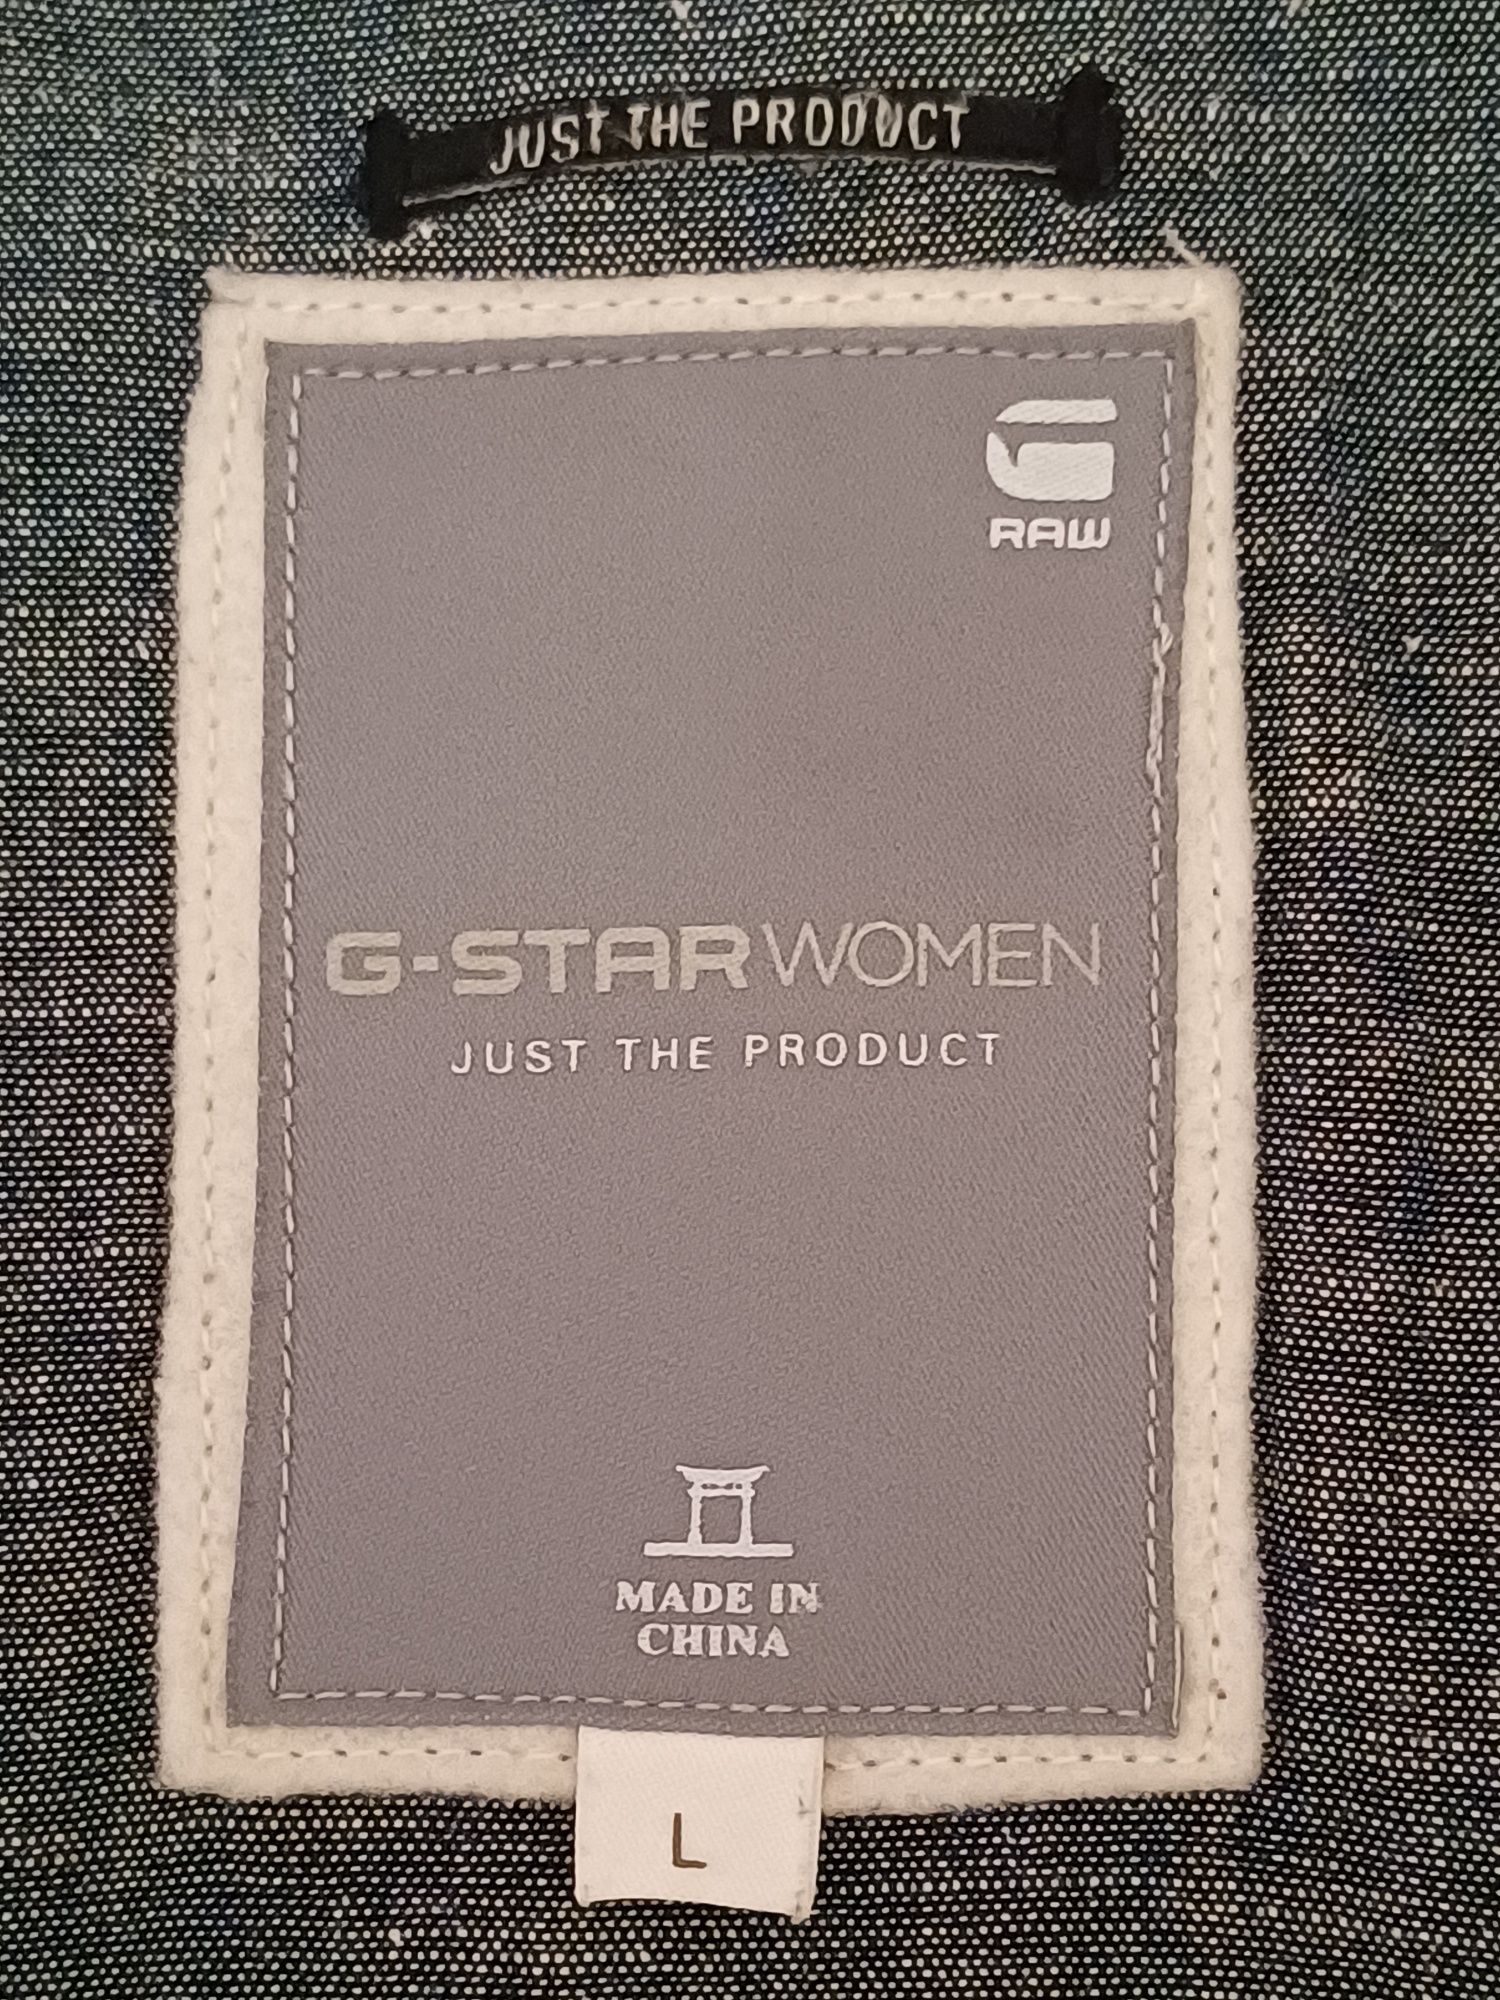 JUST THE PRODUCT
RAW
G-STAR WOMEN
JUST THE PRODUCT
MADE IN
CHINA
L